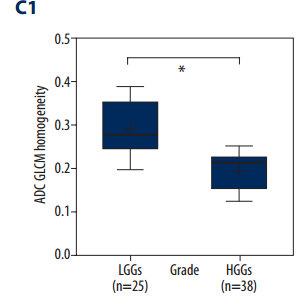 C1
ADC GLCM homogeneity
0.5
0.4
0.3
0.2
0.1
0.0
*
LGGs Grade HGGs
(n=25) (n=38)